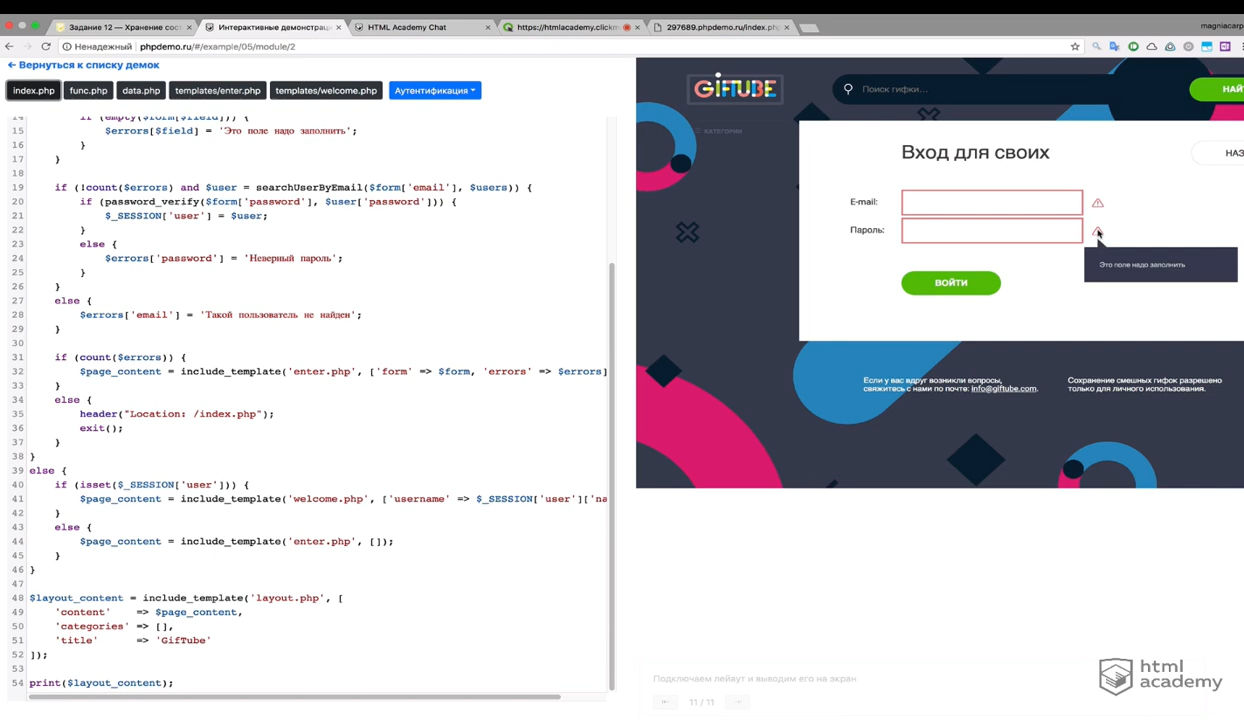 Задание 12 — Хранение сост
Интерактивные демонстраци
HTML Academy Chat
https://htmlacademy.clickm
297689.phpdemo.ru/index.ph
magniacarp
Ненадежный
phpdemo.ru/#/example/05/module/2
← Вернуться к списку демок
index.php
func.php
data.php
templates/enter.php
templates/welcome.php
Аутентификация
14 if (empty($form[$field])) {
15 $errors[$field] = 'Это поле надо заполнить';
16 }
17 }
18
19 if (!count($errors) and $user = searchUserByEmail($form['email'], $users)) {
20 if (password_verify($form['password'], $user['password'])) {
21 $_SESSION['user'] = $user;
22 }
23 else {
24 $errors['password'] = 'Неверный пароль';
25 }
26 }
27 else {
28 $errors['email'] = 'Такой пользователь не найден';
29 }
30
31 if (count($errors)) {
32 $page_content = include_template('enter.php', ['form' => $form, 'errors' => $errors]
33 }
34 else {
35 header("Location: /index.php");
36 exit();
37 }
38 }
39 else {
40 if (isset($_SESSION['user'])) {
41 $page_content = include_template('welcome.php', ['username' => $_SESSION['user']['na
42 }
43 else {
44 $page_content = include_template('enter.php', []);
45 }
46 }
47
48 $layout_content = include_template('layout.php', [
49 'content' => $page_content,
50 'categories' => [],
51 'title' => 'GifTube'
52 ]);
53
54 print($layout_content);
GIFTUBE
Поиск гифки...
НАЙ
КАТЕГОРИИ
Вход для своих
НАЗ
E-mail:
Пароль:
Это поле надо заполнить
ВОЙТИ
Если у вас вдруг возникли вопросы,
свяжитесь с нами по почте: info@giftube.com.
Сохранение смешных гифок разрешено
только для личного использования.
Подключаем лейаут и выводим его на экран
11 / 11
html
academy